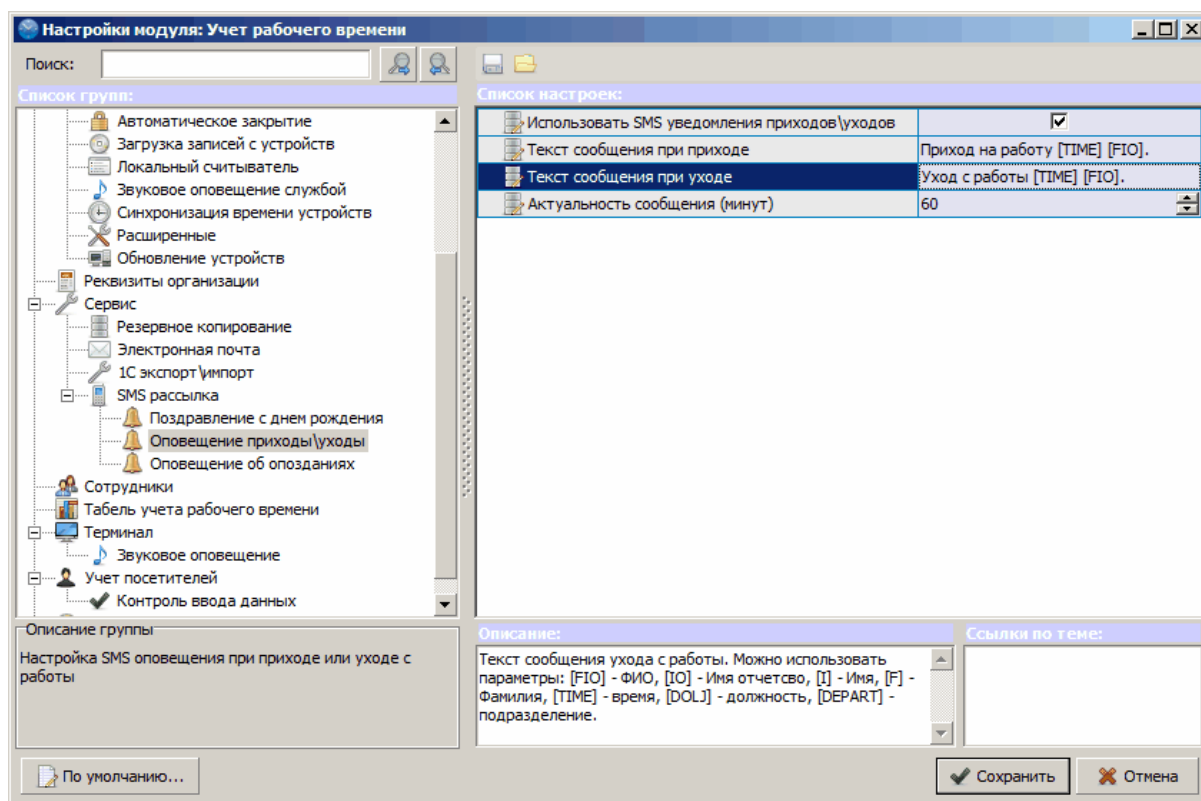 Настройки модуля: Учет рабочего времени
Поиск:
Список групп:
Автоматическое закрытие
Загрузка записей с устройств
Локальный считыватель
Звуковое оповещение службой
Синхронизация времени устройств
Расширенные
Обновление устройств
Реквизиты организации
Сервис
Резервное копирование
Электронная почта
1С экспорт\импорт
SMS рассылка
Поздравление с днем рождения
Оповещение приходы\уходы
Оповещение об опозданиях
Сотрудники
Табель учета рабочего времени
Терминал
Звуковое оповещение
Учет посетителей
Контроль ввода данных
Описание группы
Настройка SMS оповещения при приходе или уходе с
работы
Список настроек:
Использовать SMS уведомления приходов\уходов
Текст сообщения при приходе Приход на работу [TIME] [FIO].
Текст сообщения при уходе Уход с работы [TIME] [FIO].
Актуальность сообщения (минут) 60
Описание:
Текст сообщения ухода с работы. Можно использовать
параметры: [FIO] - ФИО, [IO] - Имя отчетсво, [I] - Имя, [F] -
Фамилия, [TIME] - время, [DOLJ] - должность, [DEPART] -
подразделение.
Ссылки по теме:
По умолчанию...
Сохранить
Отмена